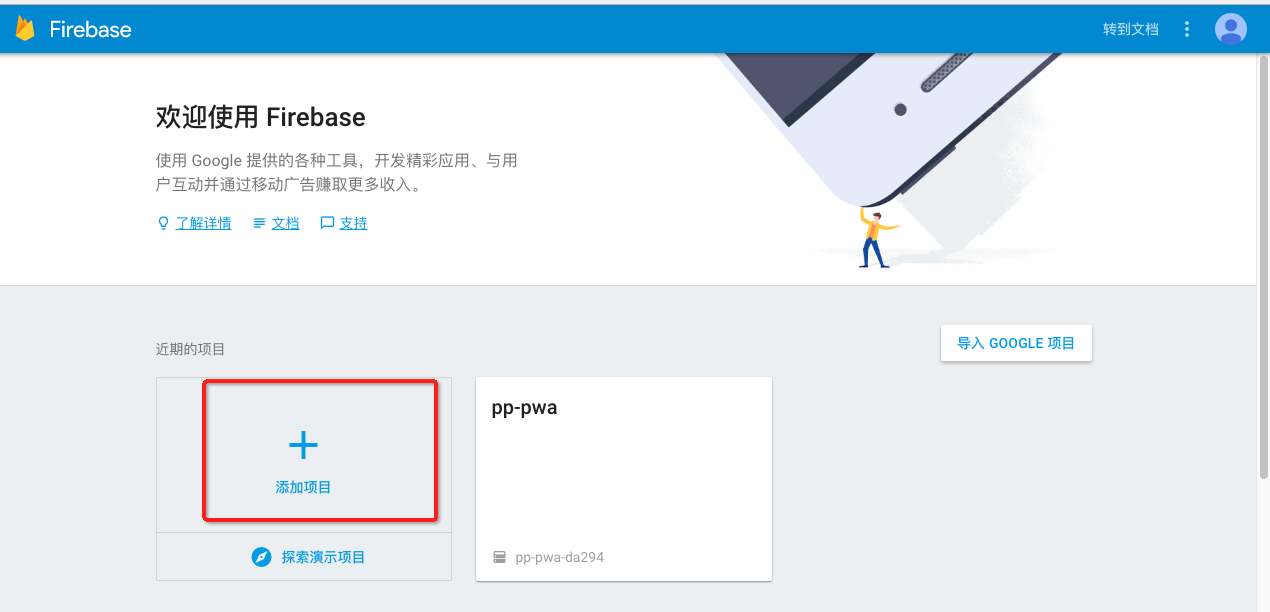 Firebase
转到文档
欢迎使用 Firebase
使用 Google 提供的各种工具，开发精彩应用、与用
户互动并通过移动广告赚取更多收入。
了解详情 文档 支持
导入 GOOGLE 项目
近期的项目
添加项目
探索演示项目
pp-pwa
pp-pwa-da294